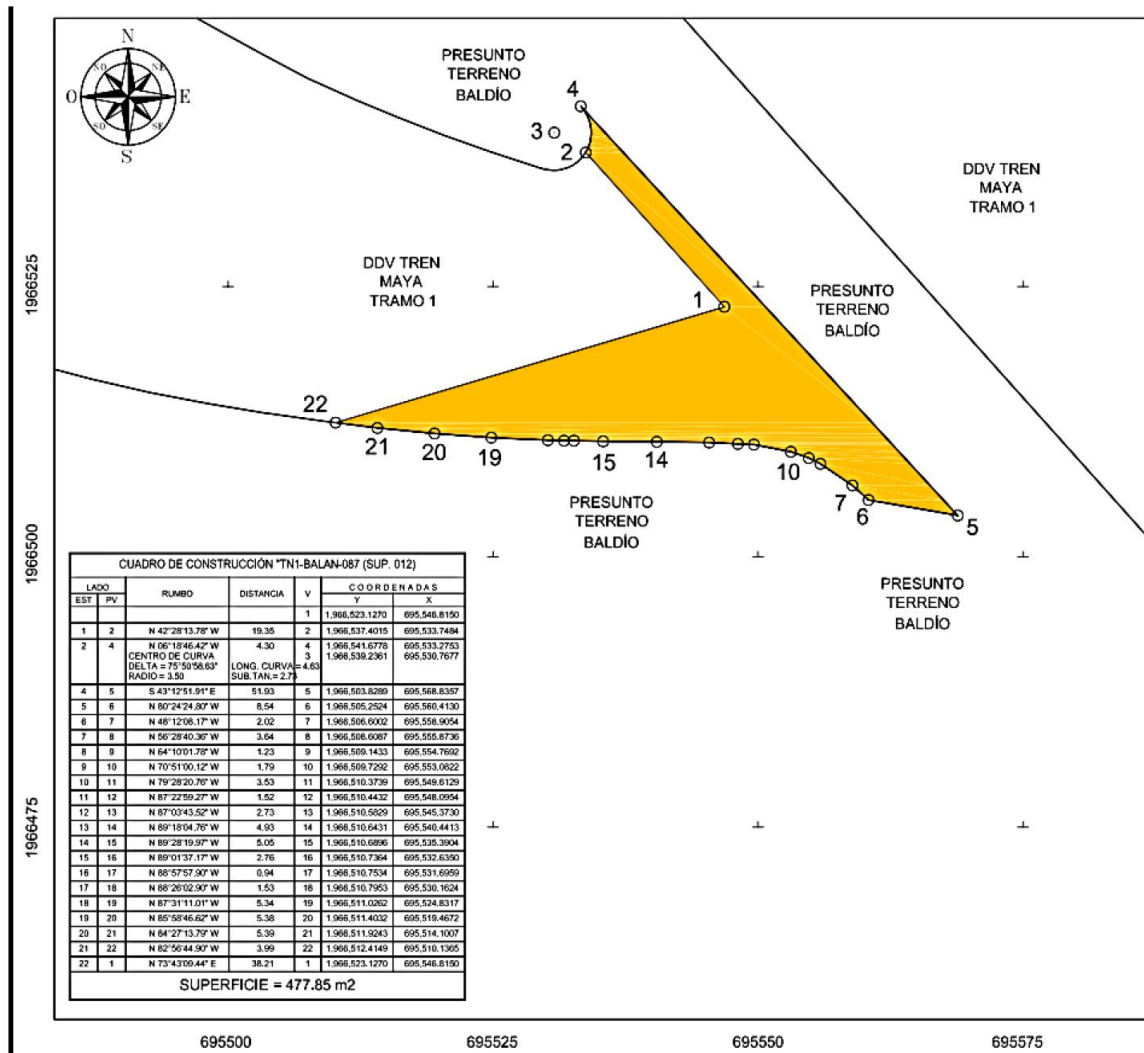 N
NO
NE
O
E
SO
SE
S
PRESUNTO
TERRENO
BALDÍO
4
3
2
DDV TREN
MAYA
TRAMO 1
1966525
DDV TREN
MAYA
TRAMO 1
PRESUNTO
TERRENO
BALDÍO
1
22
21
20
19
15
14
10
7
6
5
PRESUNTO
TERRENO
BALDÍO
PRESUNTO
TERRENO
BALDÍO
1966500
1966475
CUADRO DE CONSTRUCCIÓN "TN1-BALAN-087 (SUP. 012)
LADO RUMBO DISTANCIA V COORDENADAS
EST PV Y X
1 1,966,523.1270 695,546.8150
1 2 N 42°28'13.78" W 19.35 2 1,966,537.4015 695,533.7484
2 4 N 06°18'46.42" W 4.30 4 1,966,541.6778 695,533.2753
CENTRO DE CURVA 3 1,966,539.2361 695,530.7677
DELTA = 75°50'58.63" LONG. CURVA = 4.63
RADIO = 3.50 SUB.TAN.= 2.73
4 5 S 43°12'51.91" E 51.93 5 1,966,503.8289 695,568.8357
5 6 N 80°24'24.80" W 8.54 6 1,966,505.2524 695,560.4130
6 7 N 48°12'08.17" W 2.02 7 1,966,506.6002 695,558.9054
7 8 N 56°28'40.36" W 3.64 8 1,966,508.6087 695,555.8736
8 9 N 64°10'01.78" W 1.23 9 1,966,509.1433 695,554.7692
9 10 N 70°51'00.12" W 1.79 10 1,966,509.7292 695,553.0822
10 11 N 79°28'20.76" W 3.53 11 1,966,510.3739 695,549.6129
11 12 N 87°22'59.27" W 1.52 12 1,966,510.4432 695,548.0954
12 13 N 87°03'43.52" W 2.73 13 1,966,510.5829 695,545.3730
13 14 N 89°18'04.76" W 4.93 14 1,966,510.6431 695,540.4413
14 15 N 89°28'19.97" W 5.05 15 1,966,510.6896 695,535.3904
15 16 N 89°01'37.17" W 2.76 16 1,966,510.7364 695,532.6350
16 17 N 88°57'57.90" W 0.94 17 1,966,510.7534 695,531.6959
17 18 N 88°26'02.90" W 1.53 18 1,966,510.7953 695,530.1624
18 19 N 87°31'11.01" W 5.34 19 1,966,511.0262 695,524.8317
19 20 N 85°58'46.62" W 5.38 20 1,966,511.4032 695,519.4672
20 21 N 84°27'13.79" W 5.39 21 1,966,511.9243 695,514.1007
21 22 N 82°56'44.90" W 3.99 22 1,966,512.4149 695,510.1365
22 1 N 73°43'09.44" E 38.21 1 1,966,523.1270 695,546.8150
SUPERFICIE = 477.85 m2
695500
695525
695550
695575